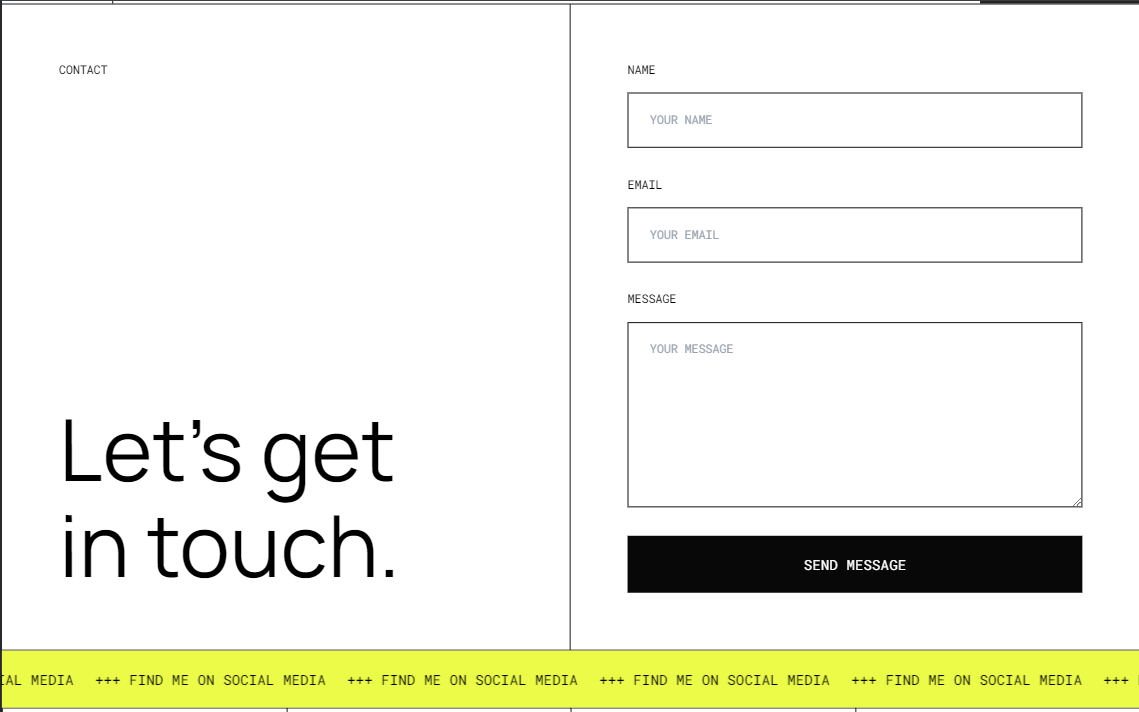 CONTACT
Let's get
in touch.
NAME
YOUR NAME
EMAIL
YOUR EMAIL
MESSAGE
YOUR MESSAGE
SEND MESSAGE
IAL MEDIA +++ FIND ME ON SOCIAL MEDIA +++ FIND ME ON SOCIAL MEDIA +++ FIND ME ON SOCIAL MEDIA +++ FIND ME ON SOCIAL MEDIA +++